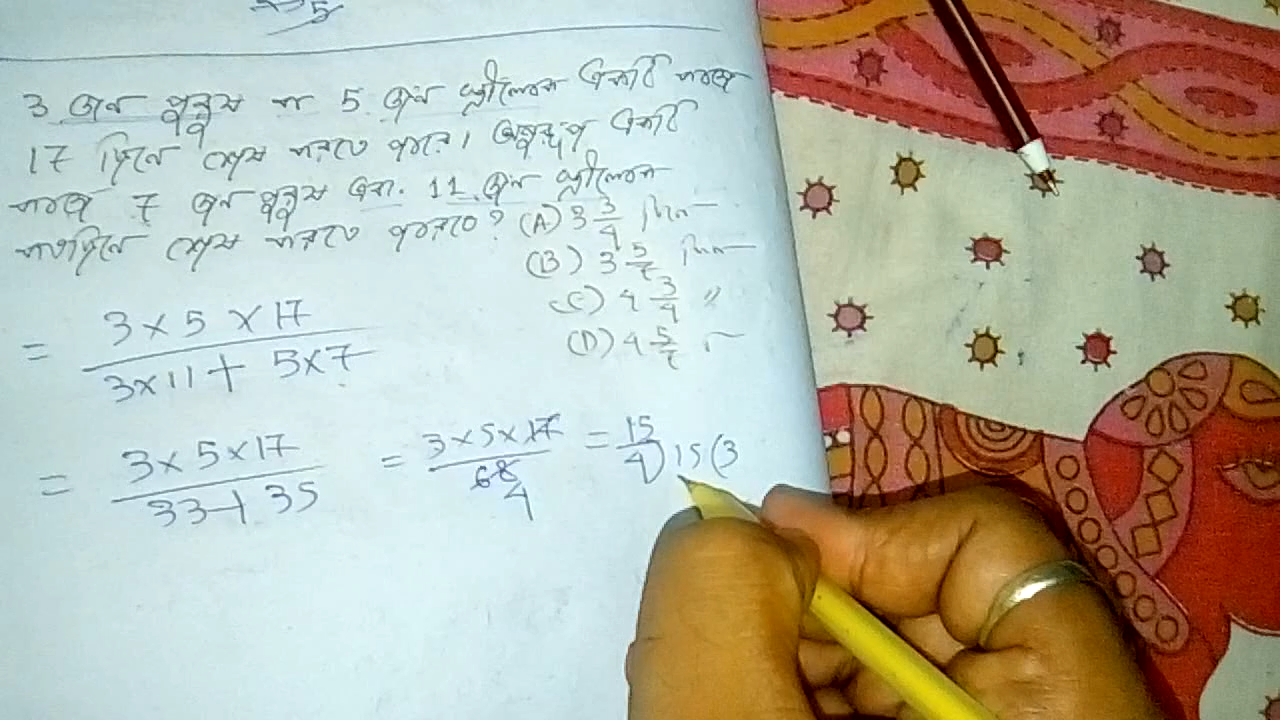 3 জন পুরুষ বা 5 জন স্ত্রীলোক একটি কাজ
17 দিনে শেষ করতে পারে। অনুরূপ একটি
কাজে 7 জন পুরুষ এবং 11 জন স্ত্রীলোক
কতদিনে শেষ করতে পারবে?
(A) 3 3/4 দিন
(B) 3 5/7 দিন
(C) 4 3/4 "
(D) 4 5/7
= 3 × 5 × 17 / 3×11 + 5×7
= 3 × 5 × 17 / 33 + 35 = 3 × 5 × 17 / 68 4 = 15/4 ) 15 ( 3